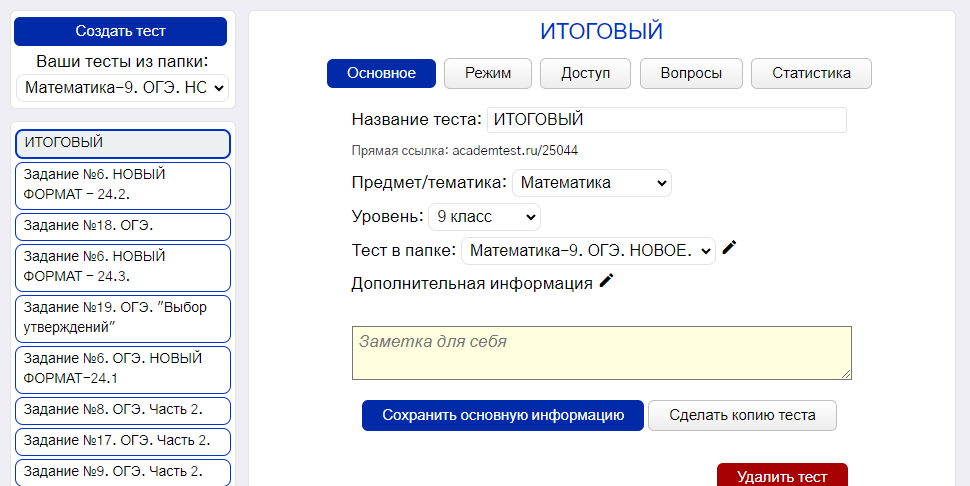 Создать тест
Ваши тесты из папки:
Математика-9. ОГЭ. НО
ИТОГОВЫЙ
Задание №6. НОВЫЙ
ФОРМАТ - 24.2.
Задание №18. ОГЭ.
Задание №6. НОВЫЙ
ФОРМАТ - 24.3.
Задание №19. ОГЭ. "Выбор
утверждений"
Задание №6. ОГЭ. НОВЫЙ
ФОРМАТ-24.1
Задание №8. ОГЭ. Часть 2.
Задание №17. ОГЭ. Часть 2.
Задание №9. ОГЭ. Часть 2.
ИТОГОВЫЙ
Основное Режим Доступ Вопросы Статистика
Название теста: ИТОГОВЫЙ
Прямая ссылка: academtest.ru/25044
Предмет/тематика: Математика
Уровень: 9 класс
Тест в папке: Математика-9. ОГЭ. НОВОЕ.
Дополнительная информация
Заметка для себя
Сохранить основную информацию Сделать копию теста
Удалить тест